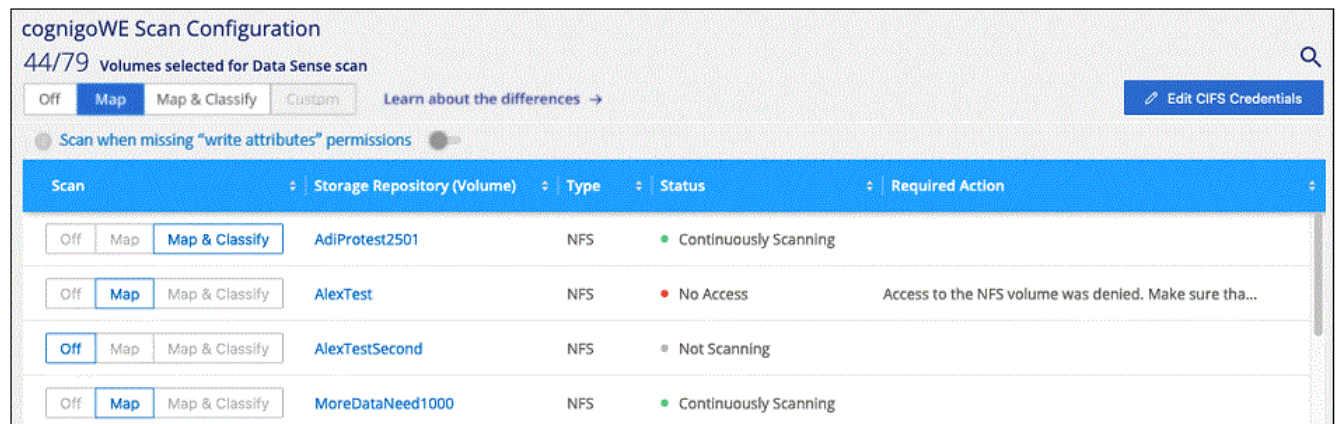 cognigoWE Scan Configuration
44/79 Volumes selected for Data Sense scan
Off Map Map & Classify Custom Learn about the differences →
Edit CIFS Credentials
Scan when missing “write attributes” permissions
Scan Storage Repository (Volume) Type Status Required Action
Off Map Map & Classify AdiProtest2501 NFS Continuously Scanning
Off Map Map & Classify AlexTest NFS No Access Access to the NFS volume was denied. Make sure tha...
Off Map Map & Classify AlexTestSecond NFS Not Scanning
Off Map Map & Classify MoreDataNeed1000 NFS Continuously Scanning